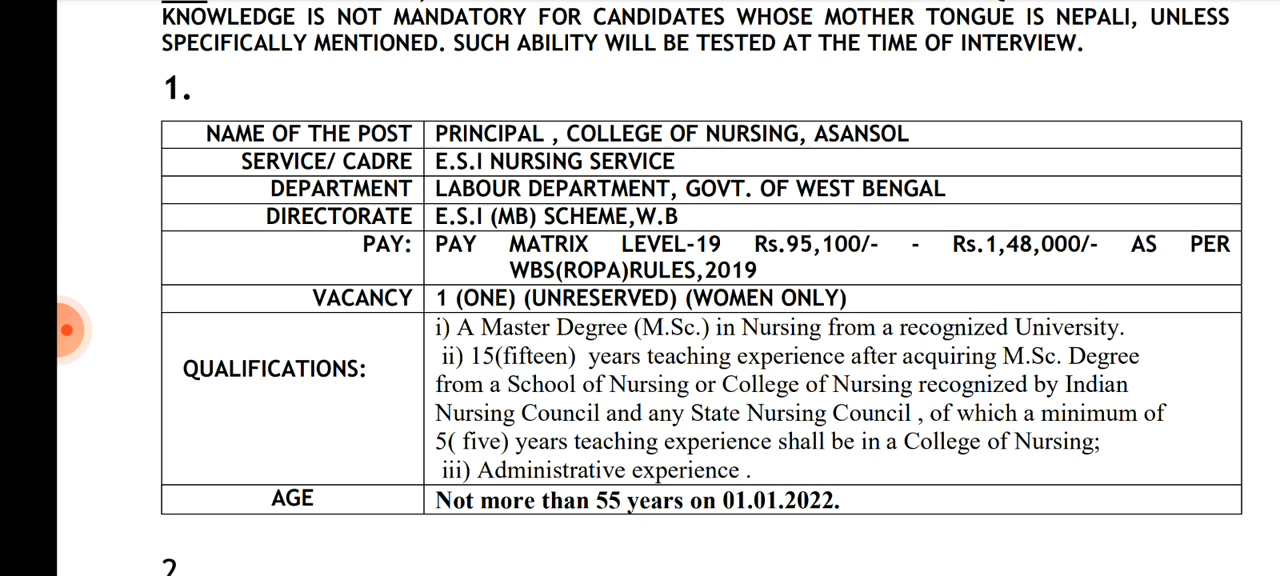 KNOWLEDGE IS NOT MANDATORY FOR CANDIDATES WHOSE MOTHER TONGUE IS NEPALI, UNLESS
SPECIFICALLY MENTIONED. SUCH ABILITY WILL BE TESTED AT THE TIME OF INTERVIEW.
1.
NAME OF THE POST PRINCIPAL , COLLEGE OF NURSING, ASANSOL
SERVICE/ CADRE E.S.I NURSING SERVICE
DEPARTMENT LABOUR DEPARTMENT, GOVT. OF WEST BENGAL
DIRECTORATE E.S.I (MB) SCHEME,W.B
PAY: PAY MATRIX LEVEL-19 Rs.95,100/- - Rs.1,48,000/- AS PER
WBS(ROPA)RULES,2019
VACANCY 1 (ONE) (UNRESERVED) (WOMEN ONLY)
i) A Master Degree (M.Sc.) in Nursing from a recognized University.
ii) 15(fifteen) years teaching experience after acquiring M.Sc. Degree
QUALIFICATIONS: from a School of Nursing or College of Nursing recognized by Indian
Nursing Council and any State Nursing Council , of which a minimum of
5( five) years teaching experience shall be in a College of Nursing;
iii) Administrative experience .
AGE Not more than 55 years on 01.01.2022.
2